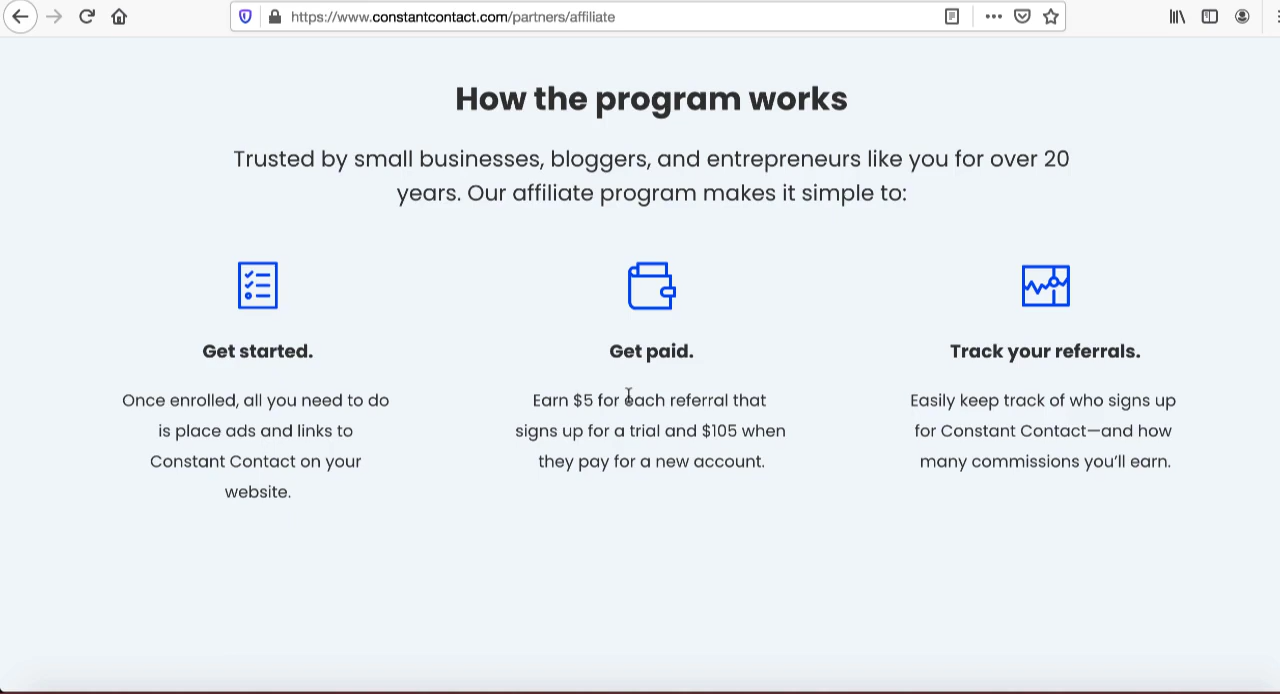 https://www.constantcontact.com/partners/affiliate
How the program works
Trusted by small businesses, bloggers, and entrepreneurs like you for over 20
years. Our affiliate program makes it simple to:
Get started.
Once enrolled, all you need to do
is place ads and links to
Constant Contact on your
website.
Get paid.
Earn $5 for each referral that
signs up for a trial and $105 when
they pay for a new account.
Track your referrals.
Easily keep track of who signs up
for Constant Contact—and how
many commissions you'll earn.